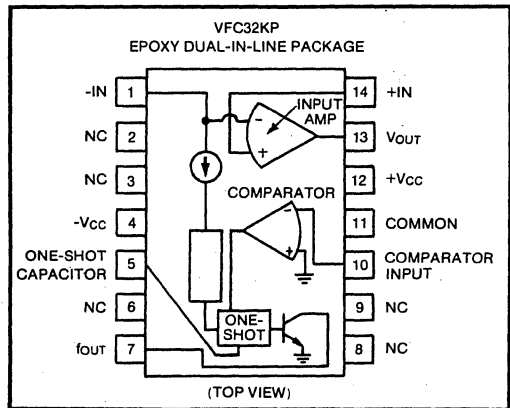 VFC32KP
EPOXY DUAL-IN-LINE PACKAGE
-IN 1
NC 2
NC 3
-VCC 4
ONE-SHOT
CAPACITOR 5
NC 6
fOUT 7
14 +IN
13 VOUT
12 +VCC
11 COMMON
10 COMPARATOR
INPUT
9 NC
8 NC
INPUT
AMP
-
+
COMPARATOR
-
+
ONE-
SHOT
(TOP VIEW)